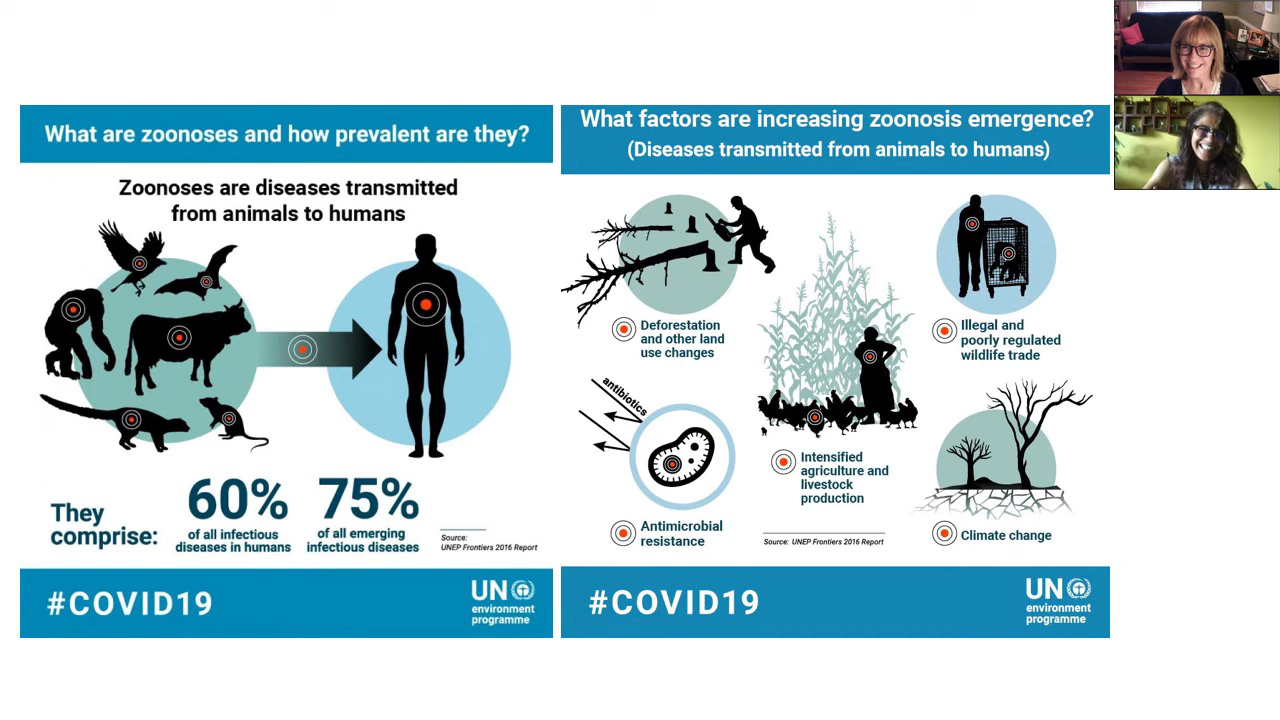 What are zoonoses and how prevalent are they?
Zoonoses are diseases transmitted
from animals to humans
They
comprise:
60%
of all infectious
diseases in humans
75%
of all emerging
infectious diseases
Source:
UNEP Frontiers 2016 Report
#COVID19
UN
environment
programme
What factors are increasing zoonosis emergence?
(Diseases transmitted from animals to humans)
Deforestation
and other land
use changes
Illegal and
poorly regulated
wildlife trade
antibiotics
Intensified
agriculture and
livestock
production
Antimicrobial
resistance
Source: UNEP Frontiers 2016 Report
Climate change
#COVID19
UN
environment
programme